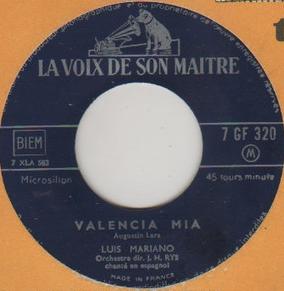 LA VOIX DE SON MAITRE
BIEM
7 XLA 583
7 GF 320
M
Microsillon
45 tours minute
VALENCIA MIA
Augustin Lara
LUIS MARIANO
Orchestre dir. J. H. RYS
chanté en espagnol
MADE IN FRANCE